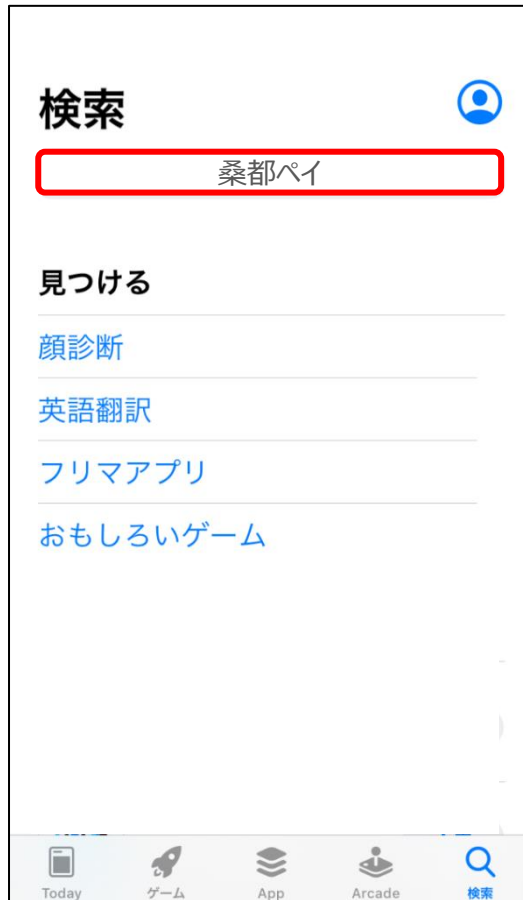 検索
桑都ペイ
見つける
顔診断
英語翻訳
フリマアプリ
おもしろいゲーム
Today
ゲーム
App
Arcade
検索